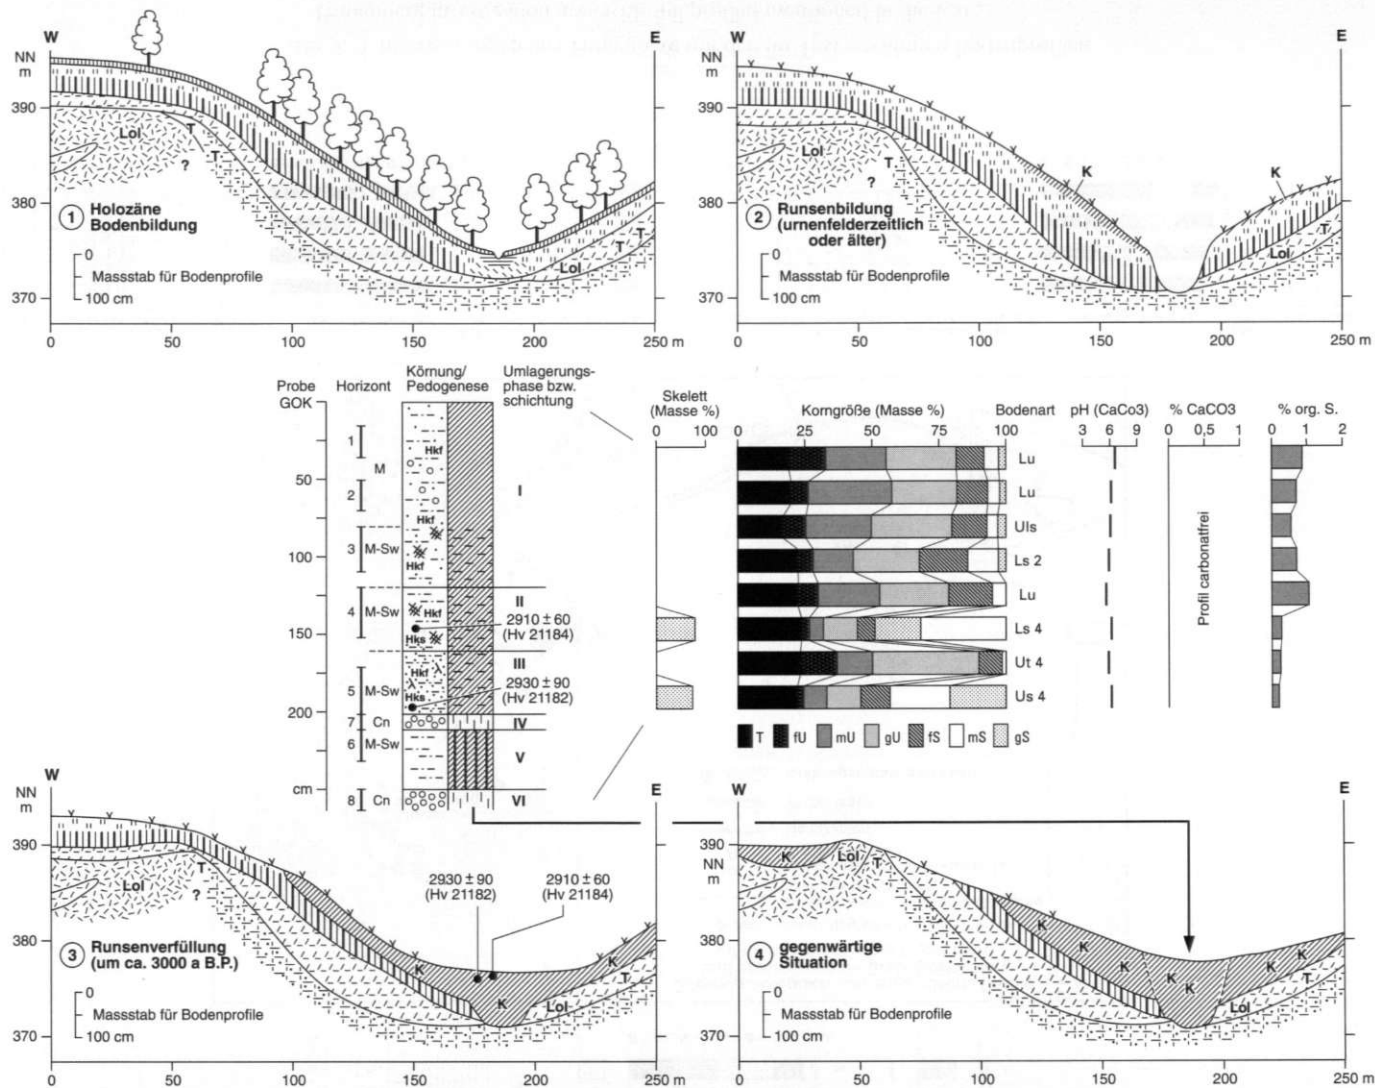 W
E
NN
m
390
380
370
Lol
T
?
T
T
T
Lol
① Holozäne
Bodenbildung
0
Massstab für Bodenprofile
100 cm
0 50 100 150 200 250 m
W
E
NN
m
390
380
370
Lol
T
?
K
K
T
Lol
② Runsenbildung
(urnenfelderzeitlich
oder älter)
0
Massstab für Bodenprofile
100 cm
0 50 100 150 200 250 m
Probe
GOK
Horizont
Körnung/
Pedogenese
Umlagerungs-
phase bzw.
schichtung
50
100
150
200
cm
1
M
2
3 M-Sw
4 M-Sw
5 M-Sw
7 Cn
6 M-Sw
8 Cn
Hkf
Hkf
Hkf
Hkf
Hks
Hkf
Hks
I
II
2910 ± 60
(Hv 21184)
III
2930 ± 90
(Hv 21182)
IV
V
VI
Skelett
(Masse %)
0 100
Korngröße (Masse %)
0 25 50 75 100
Bodenart
Lu
Lu
Uls
Ls 2
Lu
Ls 4
Ut 4
Us 4
T fU mU gU fS mS gS
pH (CaCo3)
3 6 9
% CaCO3
0 0,5 1
Profil carbonatfrei
% org. S.
0 1 2
W
E
NN
m
390
380
370
Lol
T
?
2930 ± 90
(Hv 21182)
2910 ± 60
(Hv 21184)
K
K
K
Lol
T
③ Runsenverfüllung
(um ca. 3000 a B.P.)
0
Massstab für Bodenprofile
100 cm
0 50 100 150 200 250 m
W
E
390
NN
m
380
370
K
Lol
T
K
K
K
K
K
K
K
T
Lol
④ gegenwärtige
Situation
0
Massstab für Bodenprofile
100 cm
0 50 100 150 200 250 m